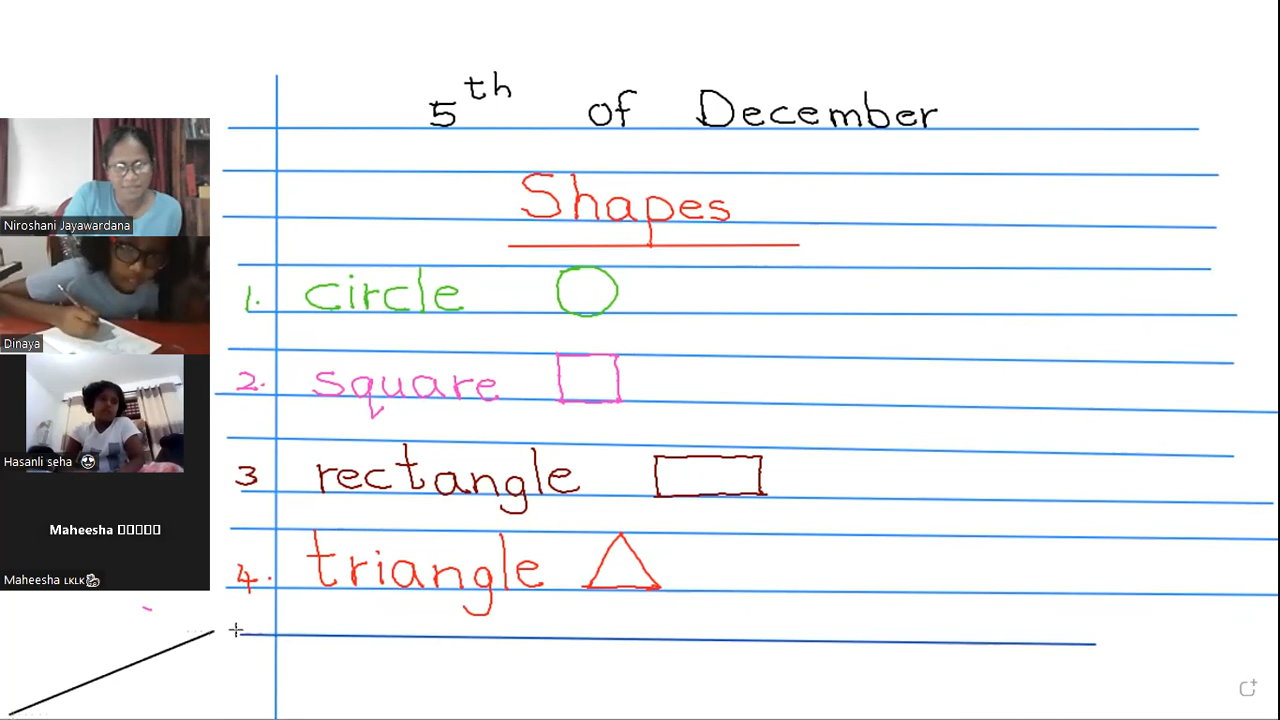 5th of December
Shapes
1. circle
2. square
3 rectangle
4. triangle
Niroshani Jayawardana
Dinaya
Hasanli seha
Maheesha
Maheesha LKLK